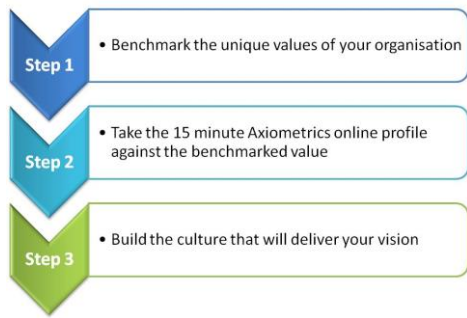 Step 1
• Benchmark the unique values of your organisation
Step 2
• Take the 15 minute Axiometrics online profile
against the benchmarked value
Step 3
• Build the culture that will deliver your vision